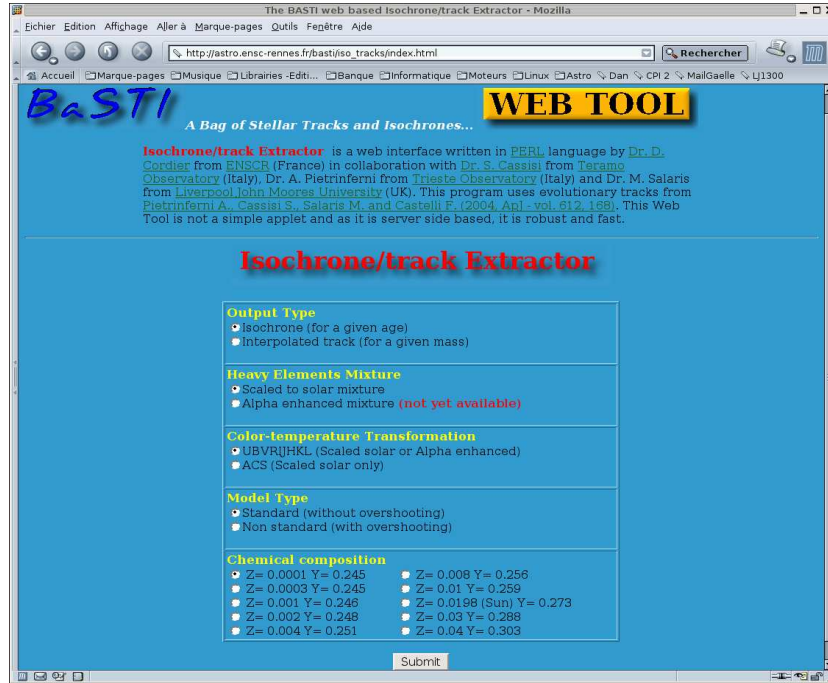 The BASTI web based Isochrone/track Extractor - Mozilla
Eichier Edition Affichage Aller à Marque-pages Outils Fenêtre Aide
http://astro.ensc-rennes.fr/basti/iso_tracks/index.html Rechercher
Accueil Marque-pages Musique Librairies -Editi... Banque Informatique Moteurs Linux Astro Dan CPI 2 MailGaelle LJ1300
BaSTI
WEB TOOL
A Bag of Stellar Tracks and Isochrones...
Isochrone/track Extractor is a web interface written in PERL language by Dr. D.
Cordier from ENSCR (France) in collaboration with Dr. S. Cassisi from Teramo
Observatory (Italy), Dr. A. Pietrinferni from Trieste Observatory (Italy) and Dr. M. Salaris
from Liverpool John Moores University (UK). This program uses evolutionary tracks from
Pietrinferni A., Cassisi S., Salaris M. and Castelli F. (2004, ApJ - vol. 612, 168). This Web
Tool is not a simple applet and as it is server side based, it is robust and fast.
Isochrone/track Extractor
Output Type
Isochrone (for a given age)
Interpolated track (for a given mass)
Heavy Elements Mixture
Scaled to solar mixture
Alpha enhanced mixture (not yet available)
Color-temperature Transformation
UBVRIJHKL (Scaled solar or Alpha enhanced)
ACS (Scaled solar only)
Model Type
Standard (without overshooting)
Non standard (with overshooting)
Chemical composition
Z= 0.0001 Y= 0.245 Z= 0.008 Y= 0.256
Z= 0.0003 Y= 0.245 Z= 0.01 Y= 0.259
Z= 0.001 Y= 0.246 Z= 0.0198 (Sun) Y= 0.273
Z= 0.002 Y= 0.248 Z= 0.03 Y= 0.288
Z= 0.004 Y= 0.251 Z= 0.04 Y= 0.303
Submit